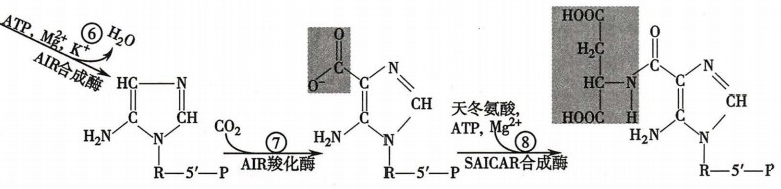 ATP, Mg²⁺, K⁺ ⑥ H₂O
AIR合成酶
HC N
CH
H₂N
N
R—5′—P
CO₂
⑦
AIR羧化酶
O
C
O⁻
C N
C CH
H₂N
N
R—5′—P
天冬氨酸,
ATP, Mg²⁺
⑧
SAICAR合成酶
HOOC
H₂C O
HC—N—C
HOOC H
C N
C CH
H₂N
N
R—5′—P